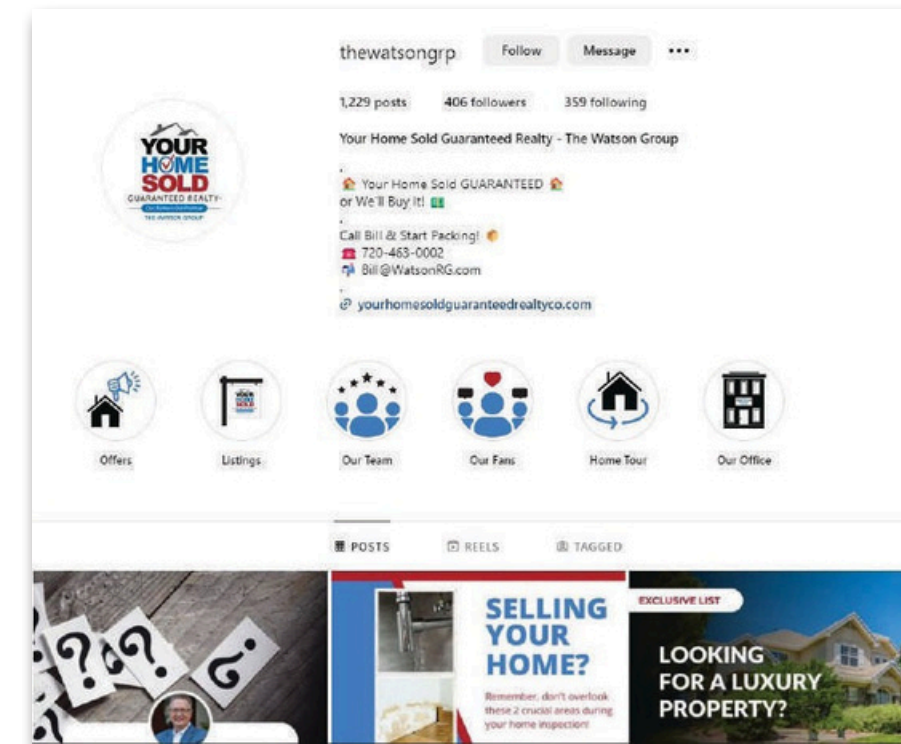 thewatsongrp Follow Message
1,229 posts 406 followers 359 following
Your Home Sold Guaranteed Realty - The Watson Group
YOUR
HOME
SOLD
GUARANTEED REALTY
THE WATSON GROUP
.
🏠 Your Home Sold GUARANTEED 🏠
or We'll Buy It! 💵
.
Call Bill & Start Packing! 📦
☎ 720-463-0002
📬 Bill@WatsonRG.com
.
yourhomesoldguaranteedrealtyco.com
YOUR
HOME
SOLD
Offers Listings Our Team Our Fans Home Tour Our Office
POSTS REELS TAGGED
? ? ? ?
SELLING
YOUR
HOME?
Remember, don't overlook
these 2 crucial areas during
your home inspection!
EXCLUSIVE LIST
LOOKING
FOR A LUXURY
PROPERTY?